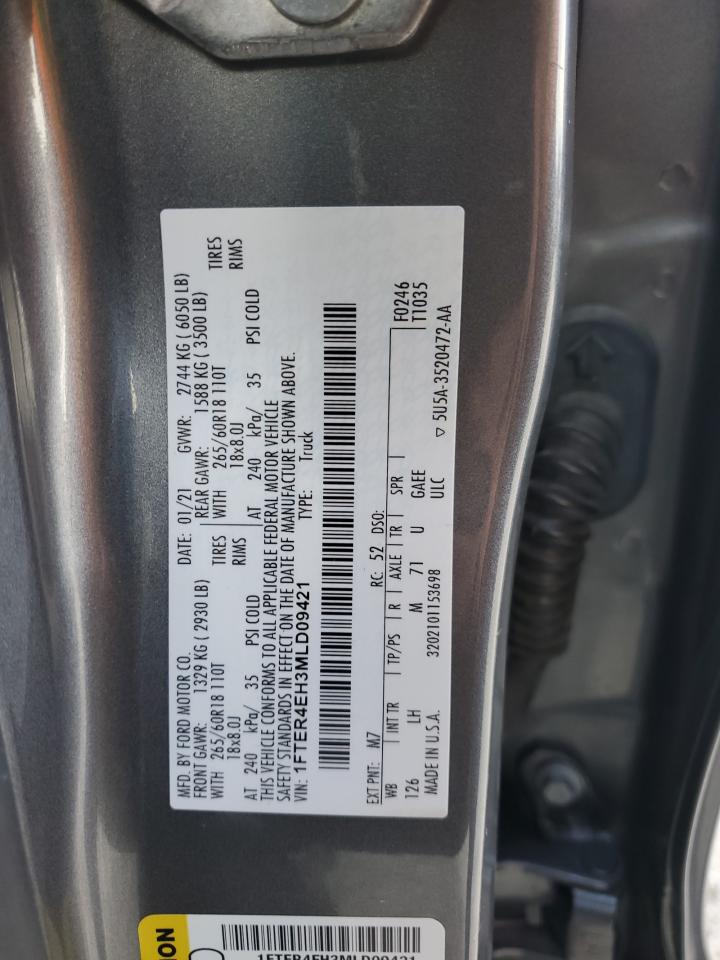 MFD. BY FORD MOTOR CO.
DATE: 01/21 GVWR: 2744 KG ( 6050 LB)
FRONT GAWR: 1329 KG ( 2930 LB) REAR GAWR: 1588 KG ( 3500 LB)
WITH 265/60R18 110T TIRES WITH 265/60R18 110T TIRES
18x8.0J RIMS 18x8.0J RIMS
AT 240 kPa/ 35 PSI COLD AT 240 kPa/ 35 PSI COLD
THIS VEHICLE CONFORMS TO ALL APPLICABLE FEDERAL MOTOR VEHICLE
SAFETY STANDARDS IN EFFECT ON THE DATE OF MANUFACTURE SHOWN ABOVE.
VIN: 1FTER4EH3MLD09421 TYPE: Truck
EXT PNT: M7 RC: 52 DSO: F0246
WB INT TR TP/PS R AXLE TR SPR T1035
126 LH M 71 U GAEE
3202101153698 ULC
MADE IN U.S.A. ▽ 5U5A-3520472-AA
1FTER4EH3MLD09421